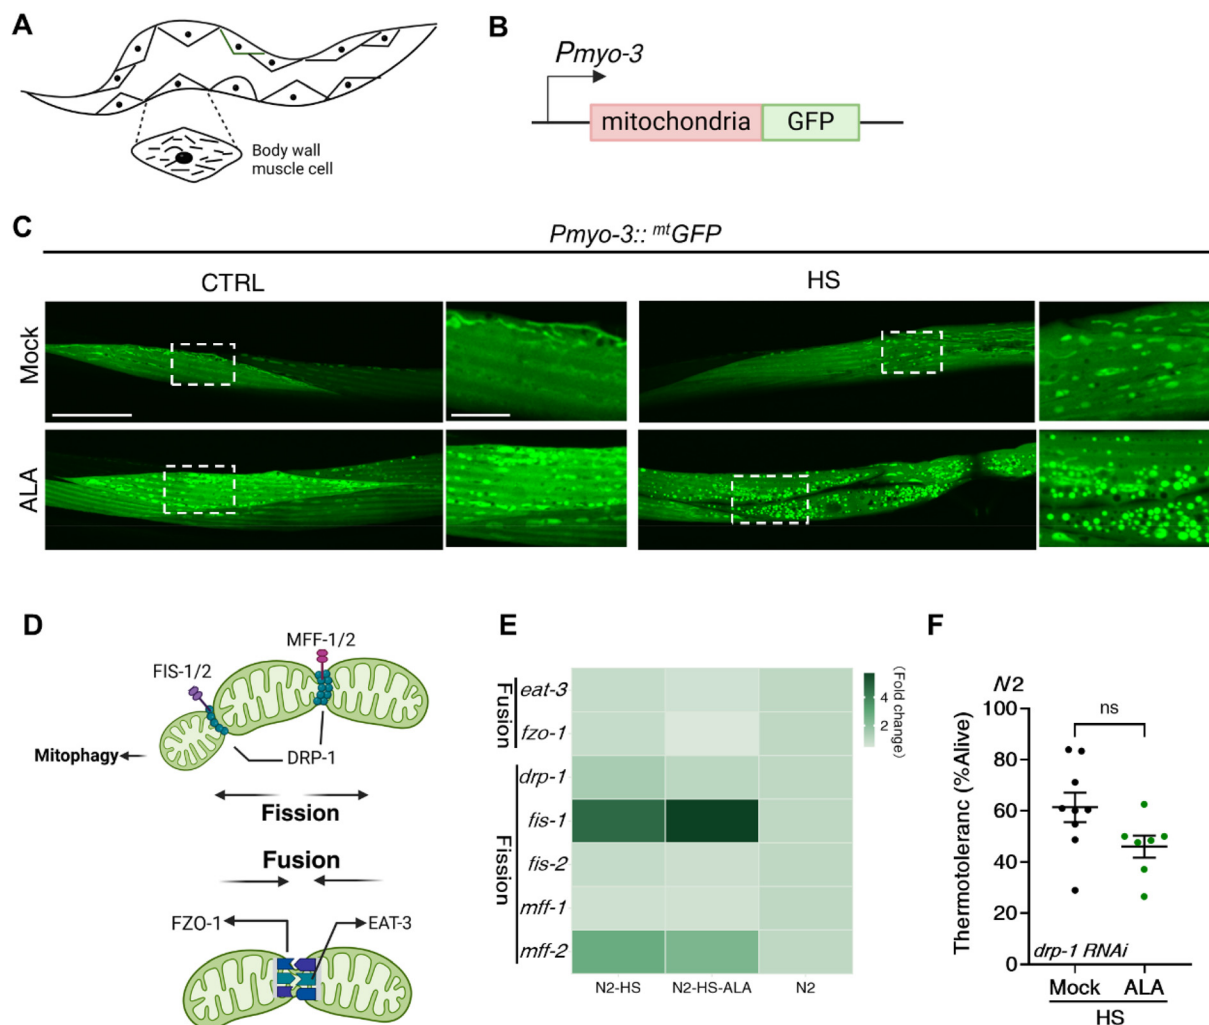 A
Body wall
muscle cell
B
Pmyo-3
mitochondria
GFP
C
Pmyo-3:: mtGFP
CTRL
HS
Mock
ALA
D
MFF-1/2
FIS-1/2
Mitophagy
DRP-1
Fission
Fusion
FZO-1
EAT-3
E
Fusion
Fission
eat-3
fzo-1
drp-1
fis-1
fis-2
mff-1
mff-2
N2-HS
N2-HS-ALA
N2
4
2
(Fold change)
F
N2
ns
Thermotoleranc (%Alive)
100
80
60
40
20
0
drp-1 RNAi
Mock
ALA
HS